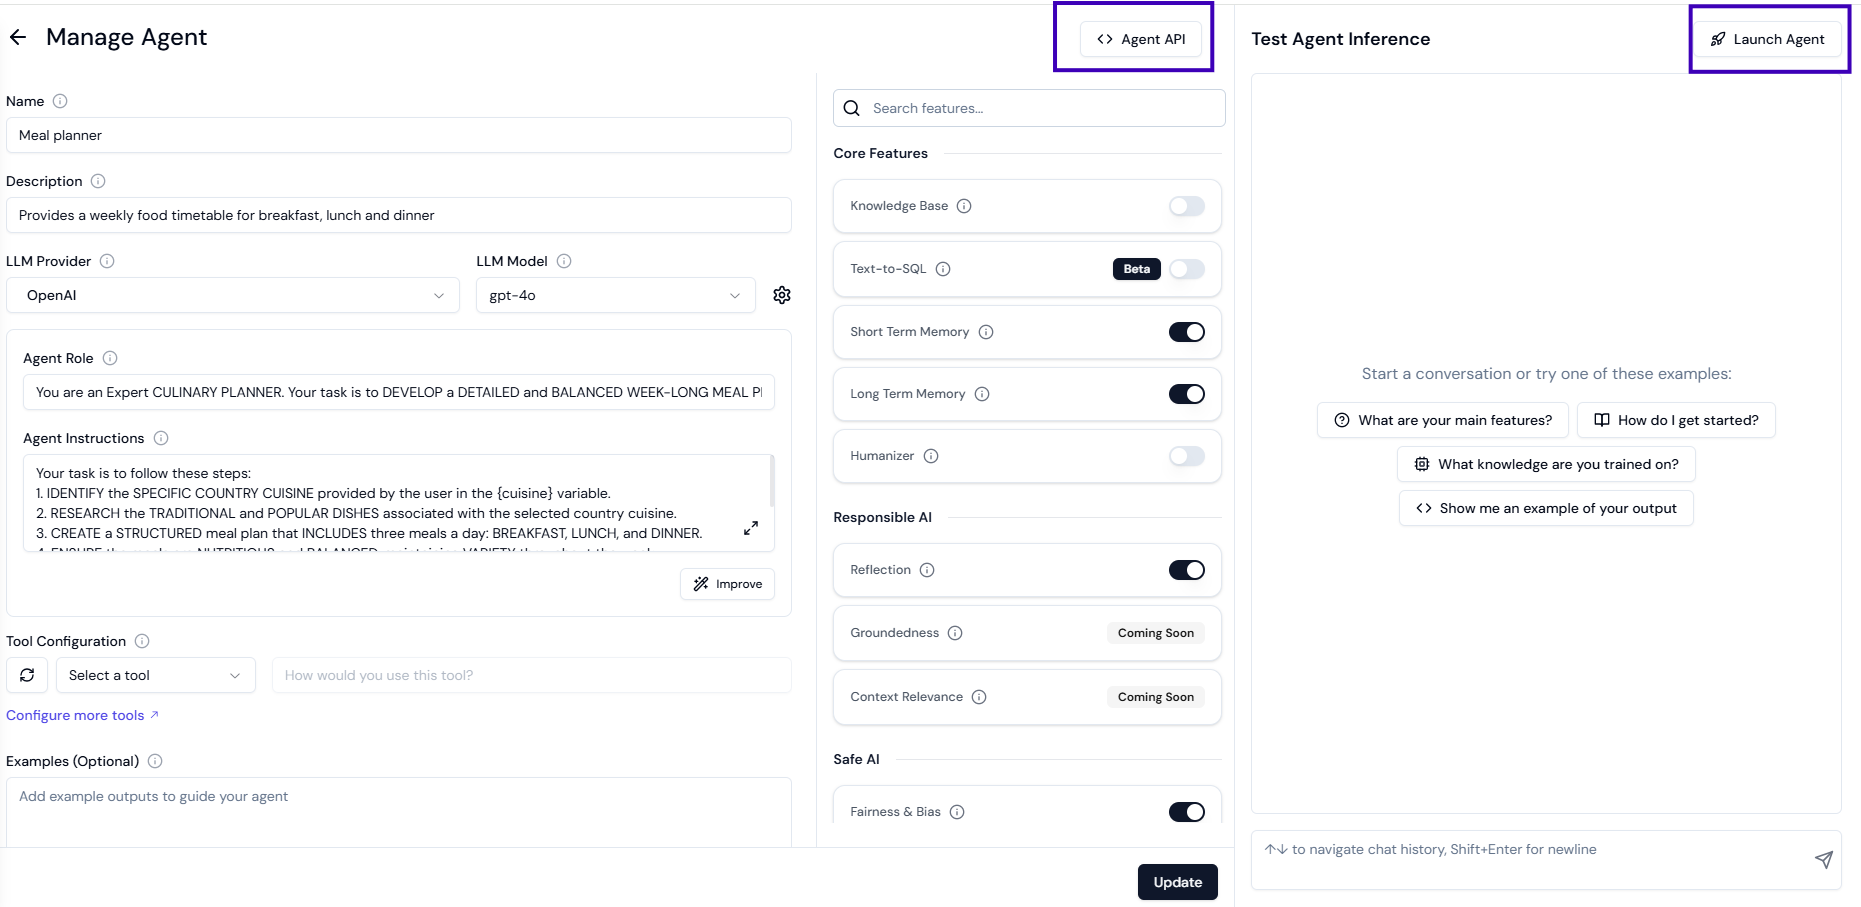 Manage Agent
Agent API
Name
Meal planner
Description
Provides a weekly food timetable for breakfast, lunch and dinner
LLM Provider
LLM Model
OpenAI
gpt-4o
Agent Role
You are an Expert CULINARY PLANNER. Your task is to DEVELOP a DETAILED and BALANCED WEEK-LONG MEAL
Agent Instructions
Your task is to follow these steps:
1. IDENTIFY the SPECIFIC COUNTRY CUISINE provided by the user in the {cuisine} variable.
2. RESEARCH the TRADITIONAL and POPULAR DISHES associated with the selected country cuisine.
3. CREATE a STRUCTURED meal plan that INCLUDES three meals a day: BREAKFAST, LUNCH, and DINNER.
Improve
Tool Configuration
Select a tool
How would you use this tool?
Configure more tools ↗
Examples (Optional)
Add example outputs to guide your agent
Search features...
Core Features
Knowledge Base
Text-to-SQL
Beta
Short Term Memory
Long Term Memory
Humanizer
Responsible AI
Reflection
Groundedness
Coming Soon
Context Relevance
Coming Soon
Safe AI
Fairness & Bias
Update
Test Agent Inference
Launch Agent
Start a conversation or try one of these examples:
What are your main features?
How do I get started?
What knowledge are you trained on?
Show me an example of your output
↑↓ to navigate chat history, Shift+Enter for newline